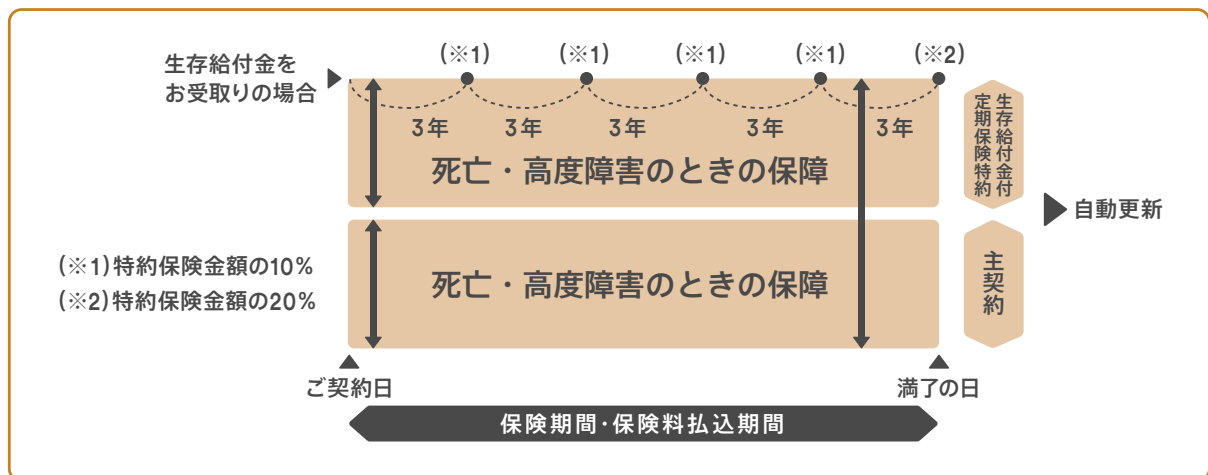 (※1)
(※1)
(※1)
(※1)
(※2)
生存給付金を
お受取りの場合
3年
3年
3年
3年
3年
死亡・高度障害のときの保障
生存給付金付
定期保険特約
自動更新
死亡・高度障害のときの保障
主契約
(※1)特約保険金額の10%
(※2)特約保険金額の20%
ご契約日
満了の日
保険期間・保険料払込期間